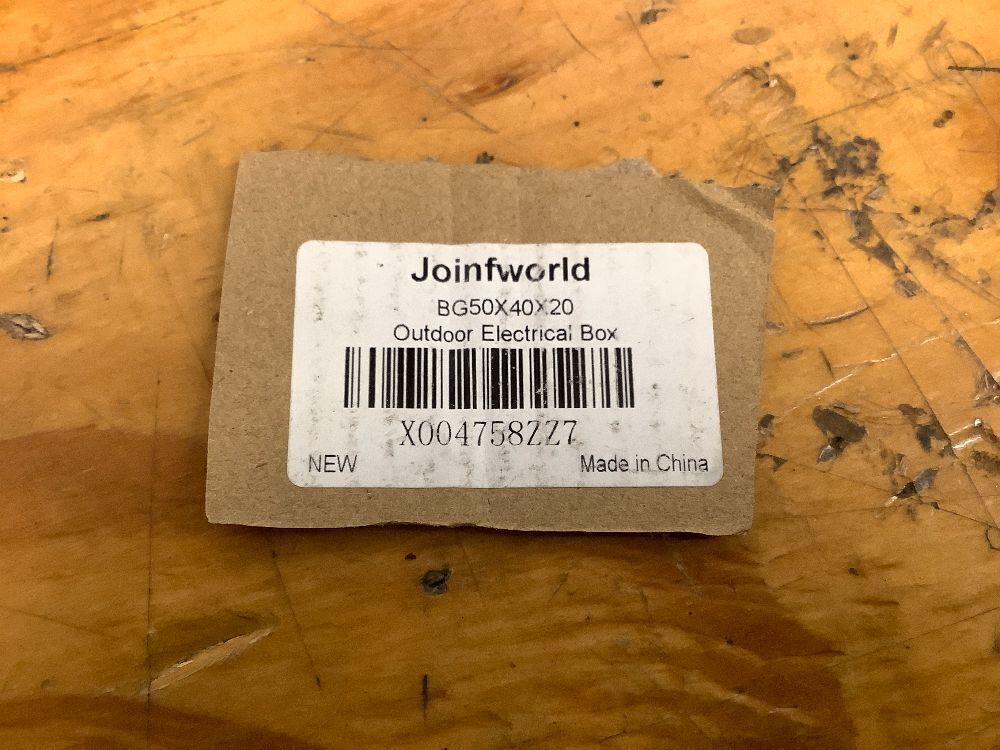 Joinfworld
BG50X40X20
Outdoor Electrical Box
X004758ZZ7
NEW
Made in China